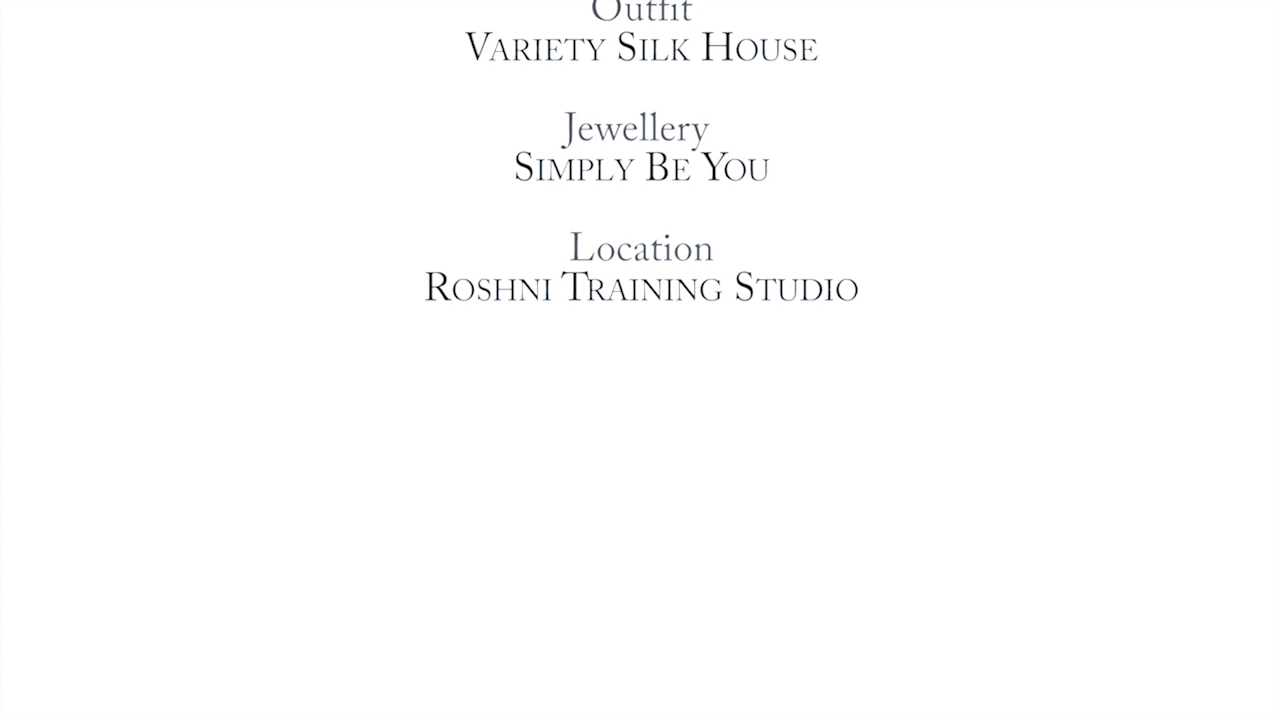 Outfit
VARIETY SILK HOUSE
Jewellery
SIMPLY BE YOU
Location
ROSHNI TRAINING STUDIO